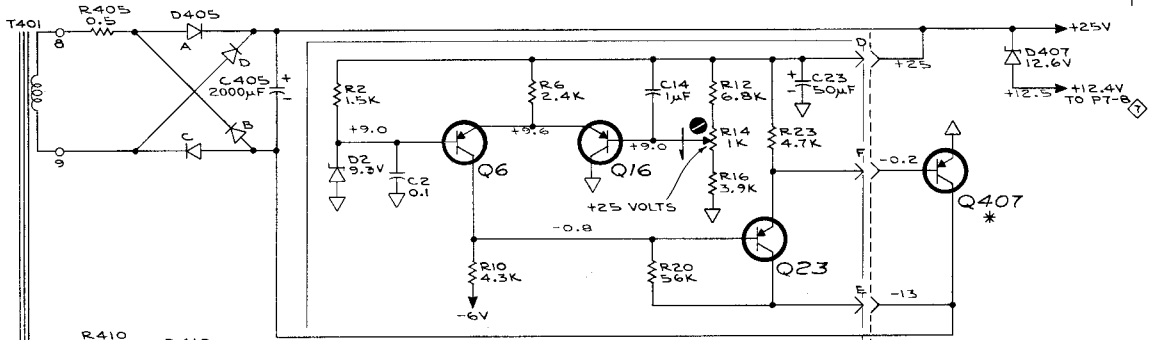 T401
R405
0.5
8
D405
A
D
C405
2000µF
+
-
B
C
9
R2
1.5K
+9.0
D2
9.3V
C2
0.1
Q6
R6
2.4K
+9.6
C14
1µF
Q16
+9.0
R12
6.8K
R14
1K
R16
3.9K
+25 VOLTS
+
-
C23
50µF
R23
4.7K
D
+25
+25V
D407
12.6V
+12.5
+12.4V
TO P7-8
F
-0.2
Q407
*
-0.8
R10
4.3K
-6V
R20
56K
Q23
E
-13
R410